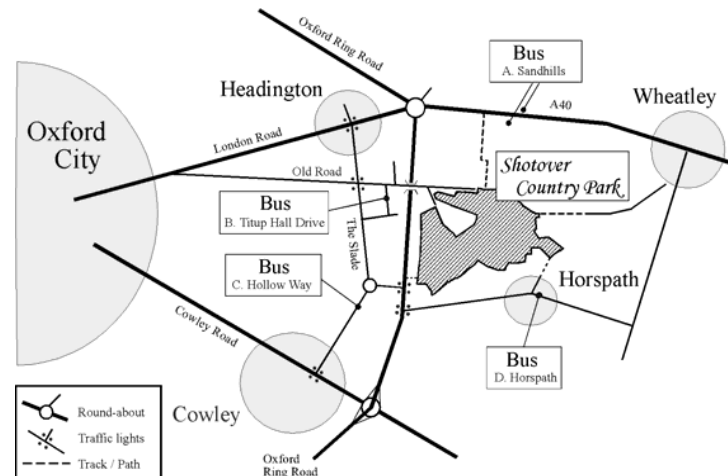 Oxford Ring Road
Bus
A. Sandhills
Headington
A40
Wheatley
Oxford
City
London Road
Old Road
Shotover
Country Park
Bus
B. Titup Hall Drive
The Slade
Bus
C. Hollow Way
Horspath
Cowley Road
Bus
D. Horspath
Cowley
Round-about
Traffic lights
Track / Path
Oxford
Ring Road